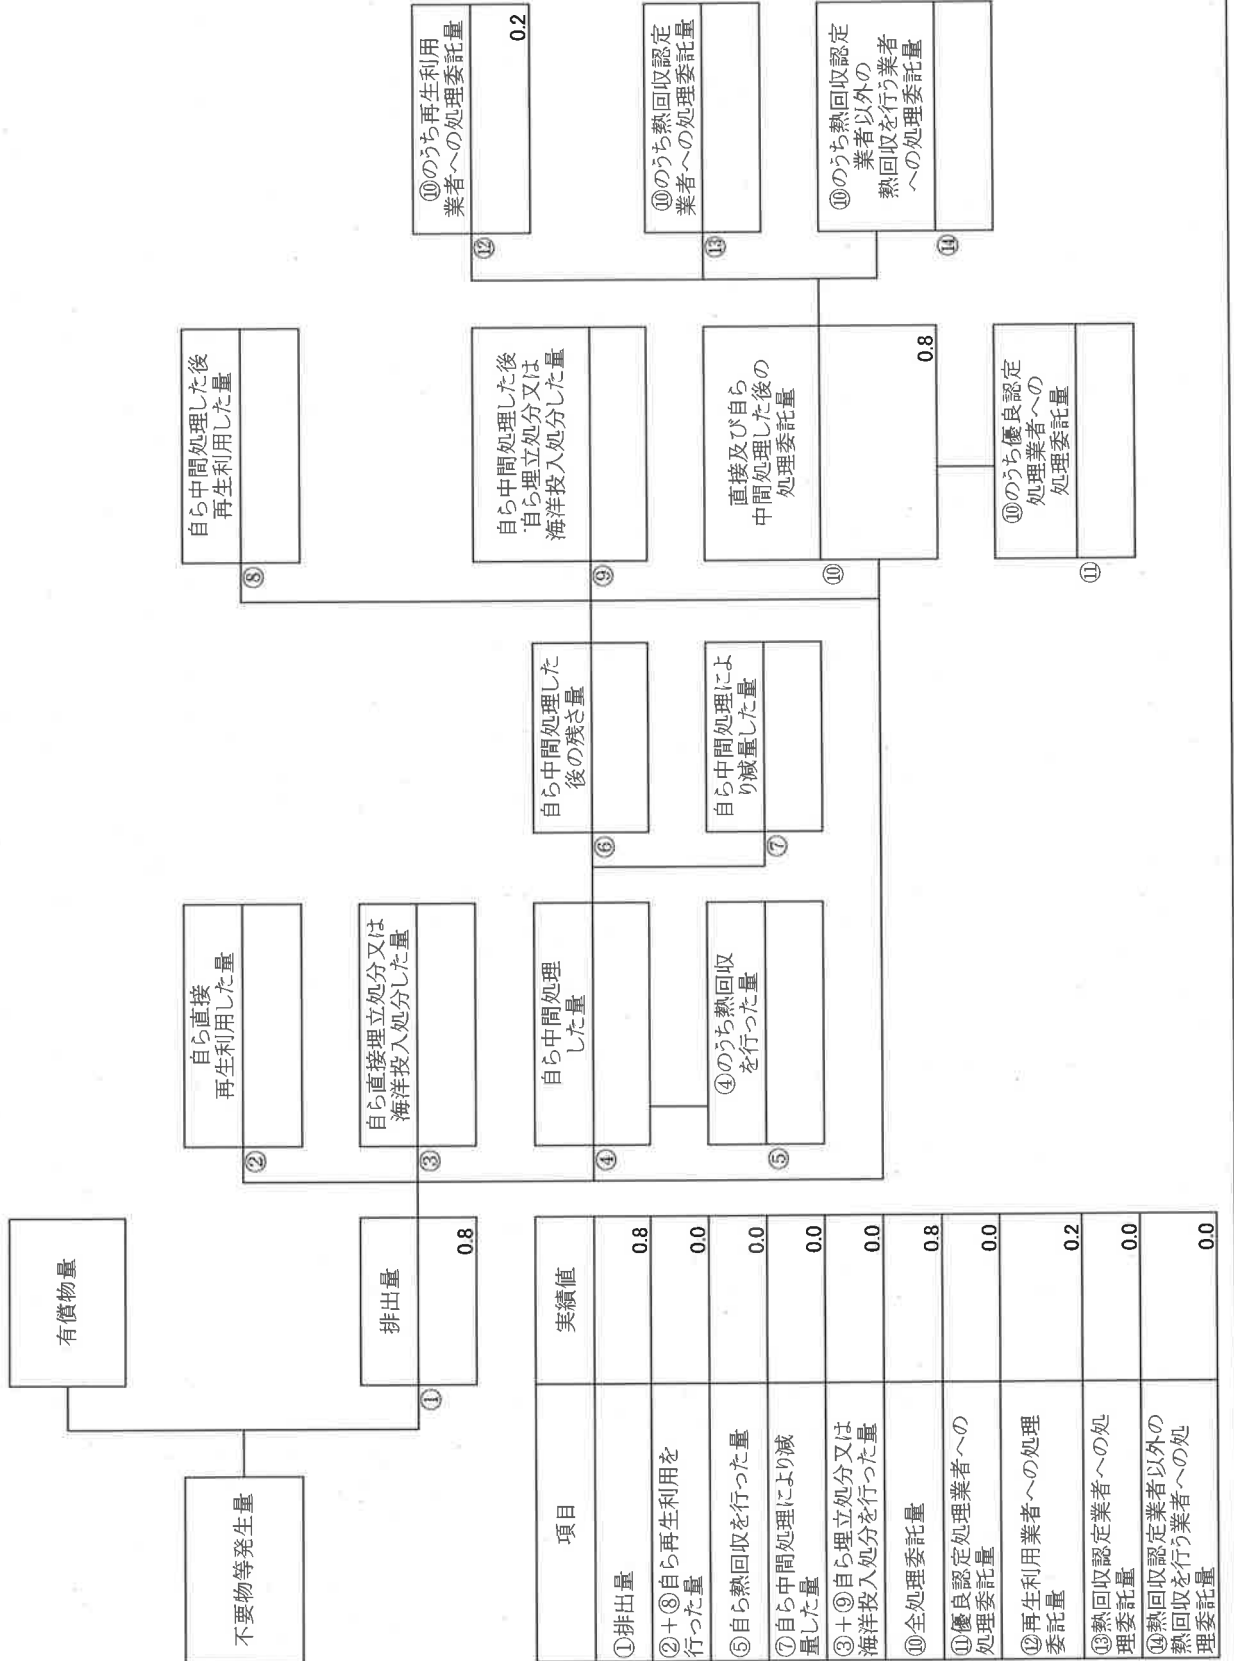 有償物量
不要物等発生量
排出量
①
0.8
自ら直接
再生利用した量
②
自ら直接埋立処分又は
海洋投入処分した量
③
自ら中間処理
した量
④
④のうち熱回収
を行った量
⑤
自ら中間処理した
後の残さ量
⑥
自ら中間処理によ
り減量した量
⑦
自ら中間処理した後
再生利用した量
⑧
自ら中間処理した後
自ら埋立処分又は
海洋投入処分した量
⑨
直接及び自ら
中間処理した後の
処理委託量
⑩
0.8
⑩のうち優良認定
処理業者への
処理委託量
⑪
⑩のうち再生利用
業者への処理委託量
⑫
0.2
⑩のうち熱回収認定
業者への処理委託量
⑬
⑩のうち熱回収認定
業者以外の
熱回収を行う業者
への処理委託量
⑭
項目 実績値
①排出量 0.8
②+⑧自ら再生利用を
行った量 0.0
⑤自ら熱回収を行った量 0.0
⑦自ら中間処理により減
量した量 0.0
③+⑨自ら埋立処分又は
海洋投入処分を行った量 0.0
⑩全処理委託量 0.8
⑪優良認定処理業者への
処理委託量 0.0
⑫再生利用業者への処理
委託量 0.2
⑬熱回収認定業者への処
理委託量 0.0
⑭熱回収認定業者以外の
熱回収を行う業者への処
理委託量 0.0